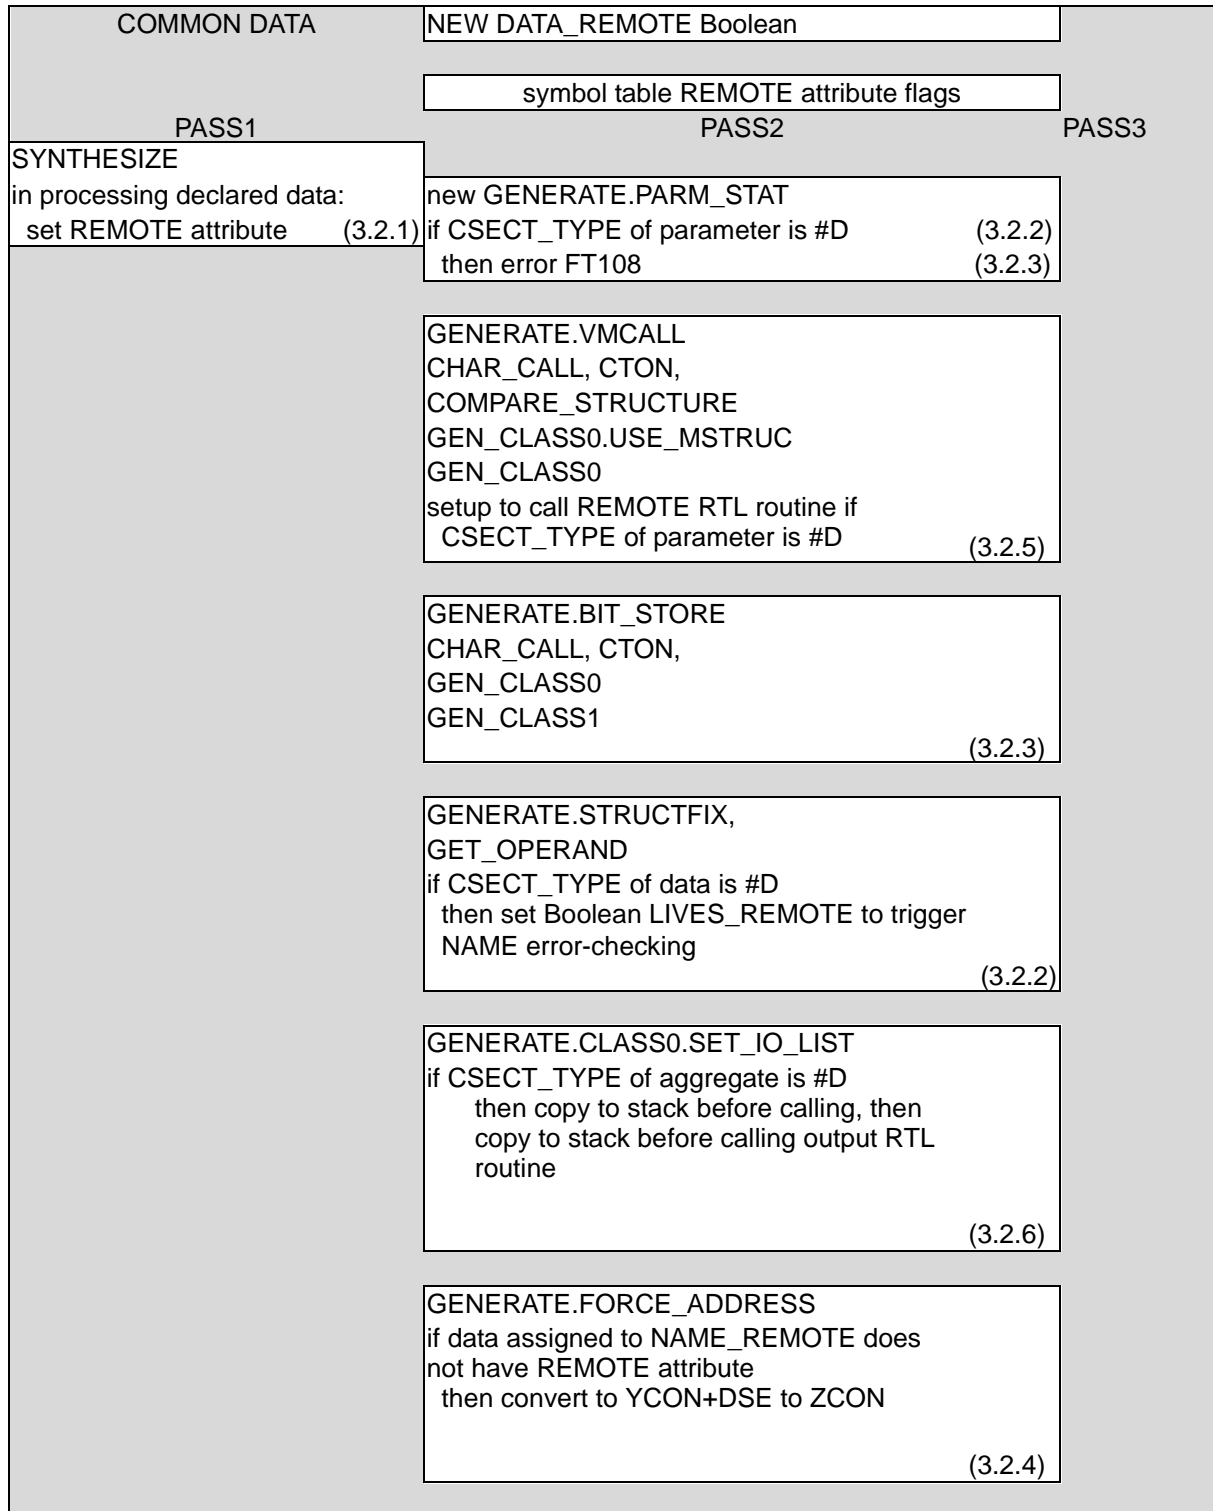 COMMON DATA NEW DATA_REMOTE Boolean
symbol table REMOTE attribute flags
PASS1 PASS2 PASS3
SYNTHESIZE
in processing declared data:
set REMOTE attribute (3.2.1)
new GENERATE.PARM_STAT
if CSECT_TYPE of parameter is #D (3.2.2)
then error FT108 (3.2.3)
GENERATE.VMCALL
CHAR_CALL, CTON,
COMPARE_STRUCTURE
GEN_CLASS0.USE_MSTRUC
GEN_CLASS0
setup to call REMOTE RTL routine if
CSECT_TYPE of parameter is #D (3.2.5)
GENERATE.BIT_STORE
CHAR_CALL, CTON,
GEN_CLASS0
GEN_CLASS1
(3.2.3)
GENERATE.STRUCTFIX,
GET_OPERAND
if CSECT_TYPE of data is #D
then set Boolean LIVES_REMOTE to trigger
NAME error-checking
(3.2.2)
GENERATE.CLASS0.SET_IO_LIST
if CSECT_TYPE of aggregate is #D
then copy to stack before calling, then
copy to stack before calling output RTL
routine
(3.2.6)
GENERATE.FORCE_ADDRESS
if data assigned to NAME_REMOTE does
not have REMOTE attribute
then convert to YCON+DSE to ZCON
(3.2.4)